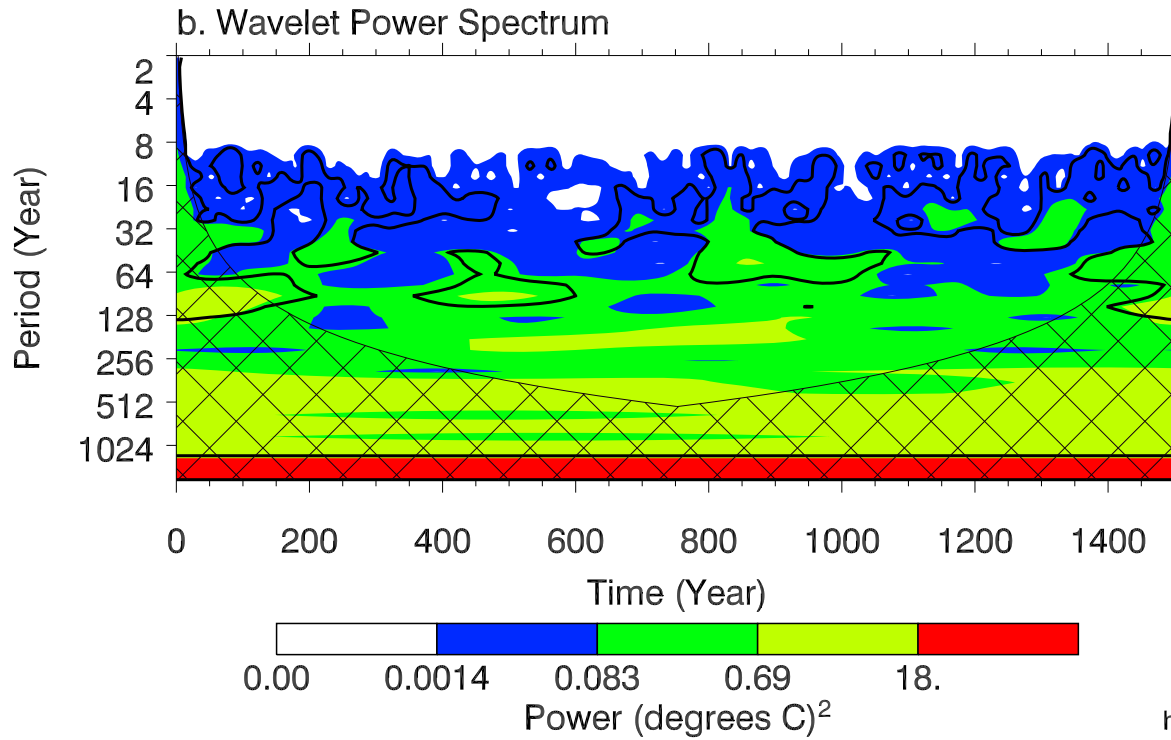 b. Wavelet Power Spectrum
Period (Year)
2
4
8
16
32
64
128
256
512
1024
0 200 400 600 800 1000 1200 1400
Time (Year)
0.00 0.0014 0.083 0.69 18.
Power (degrees C)2